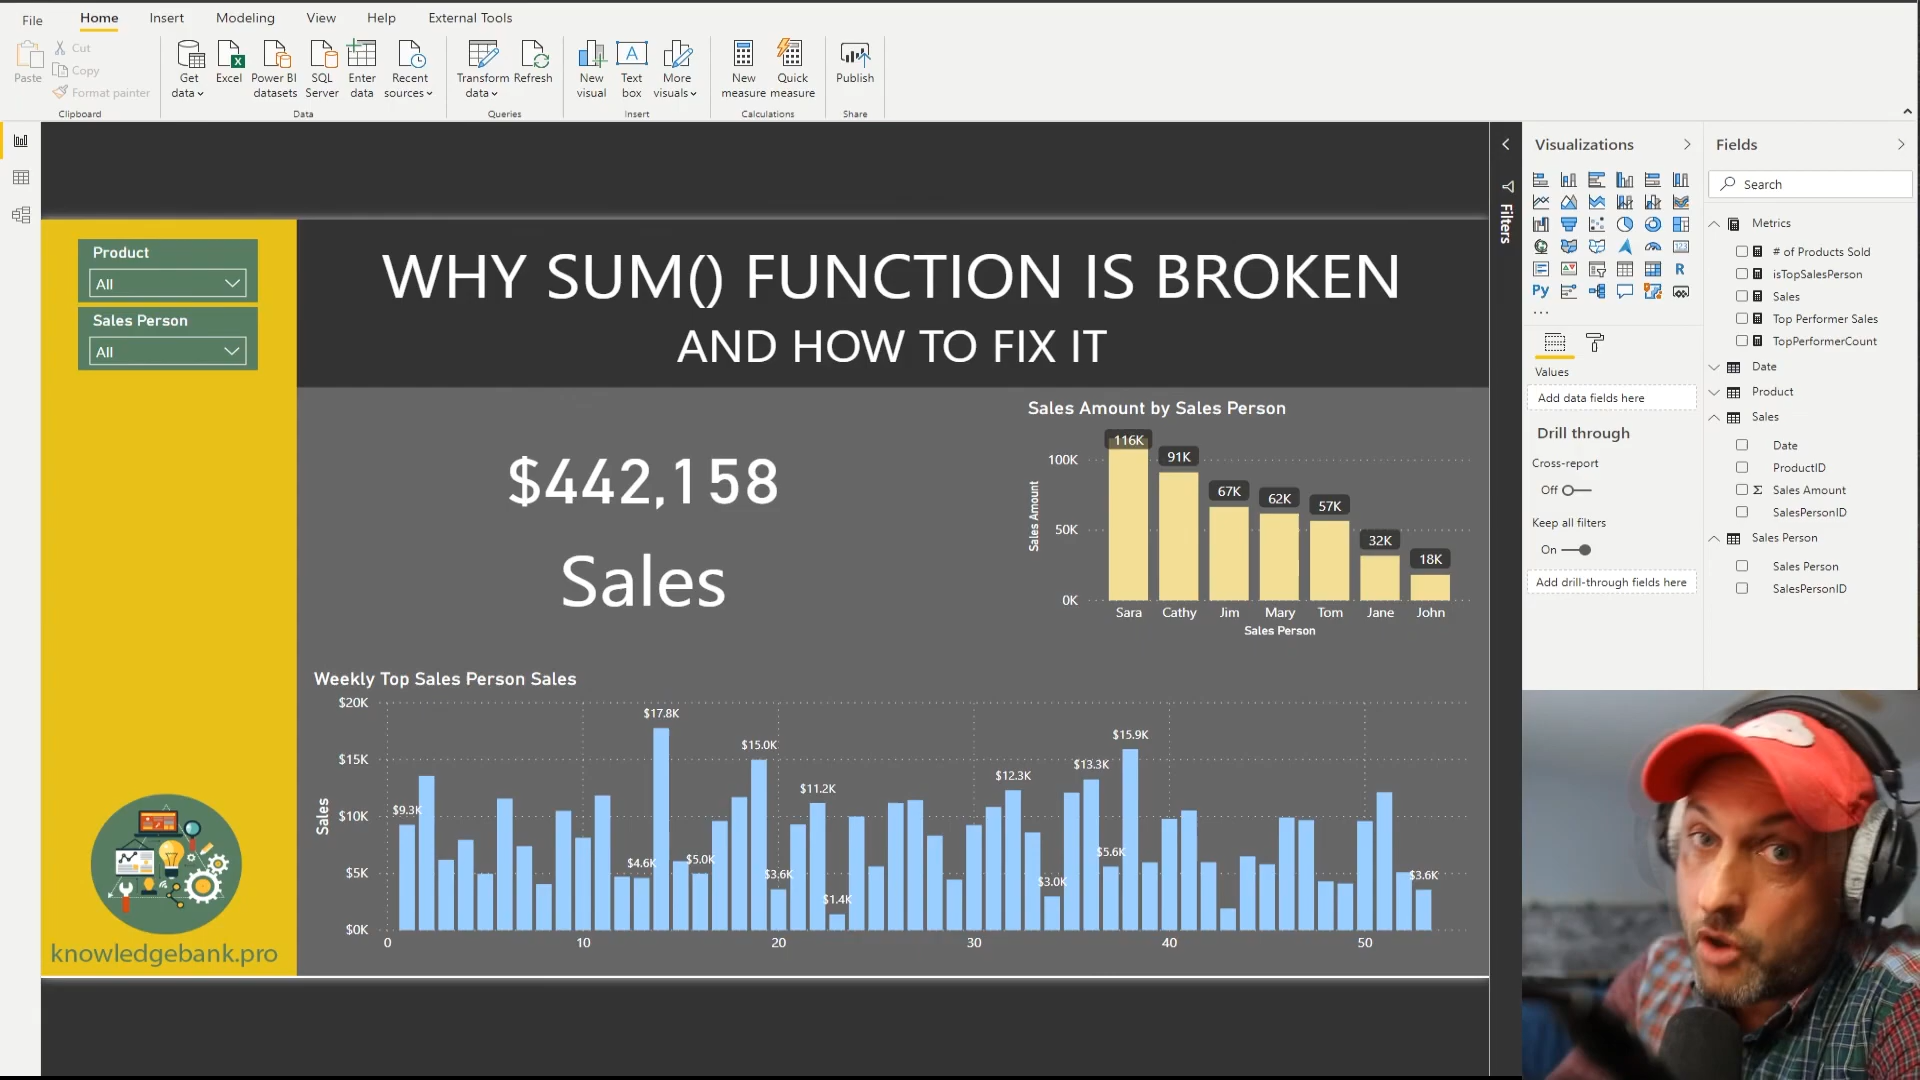 File
Home
Insert
Modeling
View
Help
External Tools
Paste
Cut
Copy
Format painter
Clipboard
Get data
Excel
Power BI datasets
SQL Server
Enter data
Recent sources
Data
Transform data
Refresh
Queries
New visual
A
Text box
More visuals
Insert
New measure
Quick measure
Calculations
Publish
Share
Product
All
Sales Person
All
knowledgebank.pro
WHY SUM() FUNCTION IS BROKEN
AND HOW TO FIX IT
$442,158
Sales
Sales Amount by Sales Person
Sales Amount
100K
50K
0K
116K
91K
67K
62K
57K
32K
18K
Sara
Cathy
Jim
Mary
Tom
Jane
John
Sales Person
Weekly Top Sales Person Sales
Sales
$20K
$15K
$10K
$5K
$0K
$9.3K
$4.6K
$17.8K
$5.0K
$15.0K
$3.6K
$11.2K
$1.4K
$12.3K
$3.0K
$13.3K
$5.6K
$15.9K
$3.6K
0
10
20
30
40
50
Filters
Visualizations
123
R
Py
...
Values
Add data fields here
Drill through
Cross-report
Off
Keep all filters
On
Add drill-through fields here
Fields
Search
Metrics
# of Products Sold
isTopSalesPerson
Sales
Top Performer Sales
TopPerformerCount
Date
Product
Sales
Date
ProductID
Σ Sales Amount
SalesPersonID
Sales Person
Sales Person
SalesPersonID